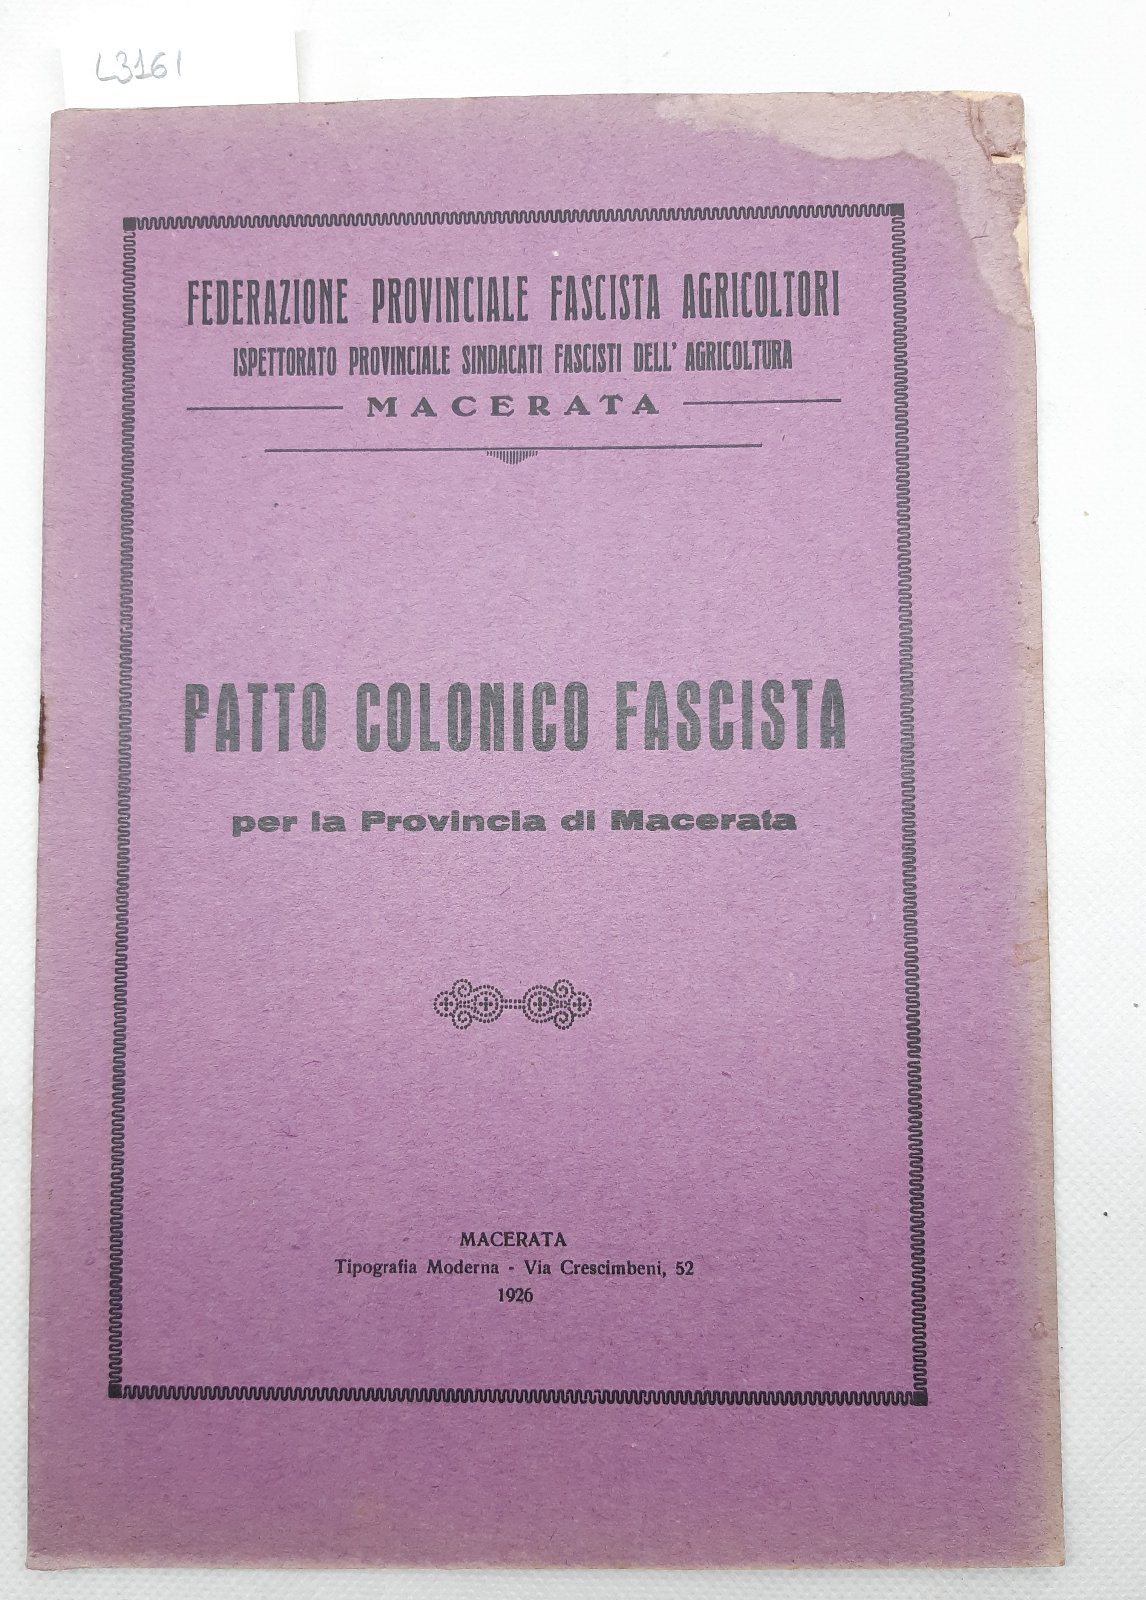 L3161
FEDERAZIONE PROVINCIALE FASCISTA AGRICOLTORI
ISPETTORATO PROVINCIALE SINDACATI FASCISTI DELL' AGRICOLTURA
MACERATA
PATTO COLONICO FASCISTA
per la Provincia di Macerata
MACERATA
Tipografia Moderna - Via Crescimbeni, 52
1926